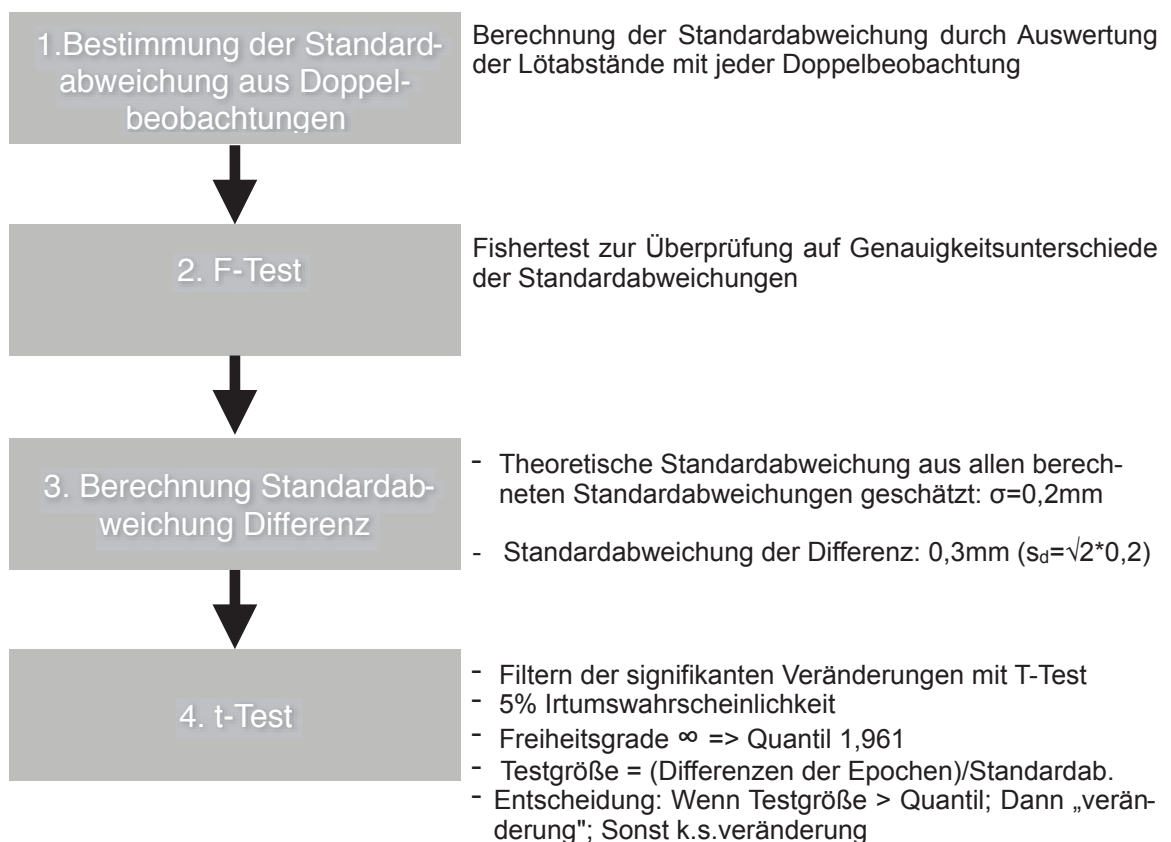 1.Bestimmung der Standard-
abweichung aus Doppel-
beobachtungen
Berechnung der Standardabweichung durch Auswertung
der Lötabstände mit jeder Doppelbeobachtung
2. F-Test
Fishertest zur Überprüfung auf Genauigkeitsunterschiede
der Standardabweichungen
3. Berechnung Standardab-
weichung Differenz
- Theoretische Standardabweichung aus allen berech-
neten Standardabweichungen geschätzt: σ=0,2mm
- Standardabweichung der Differenz: 0,3mm (sd=√2*0,2)
4. t-Test
- Filtern der signifikanten Veränderungen mit T-Test
- 5% Irtumswahrscheinlichkeit
- Freiheitsgrade ∞ => Quantil 1,961
- Testgröße = (Differenzen der Epochen)/Standardab.
- Entscheidung: Wenn Testgröße > Quantil; Dann „verän-
derung"; Sonst k.s.veränderung